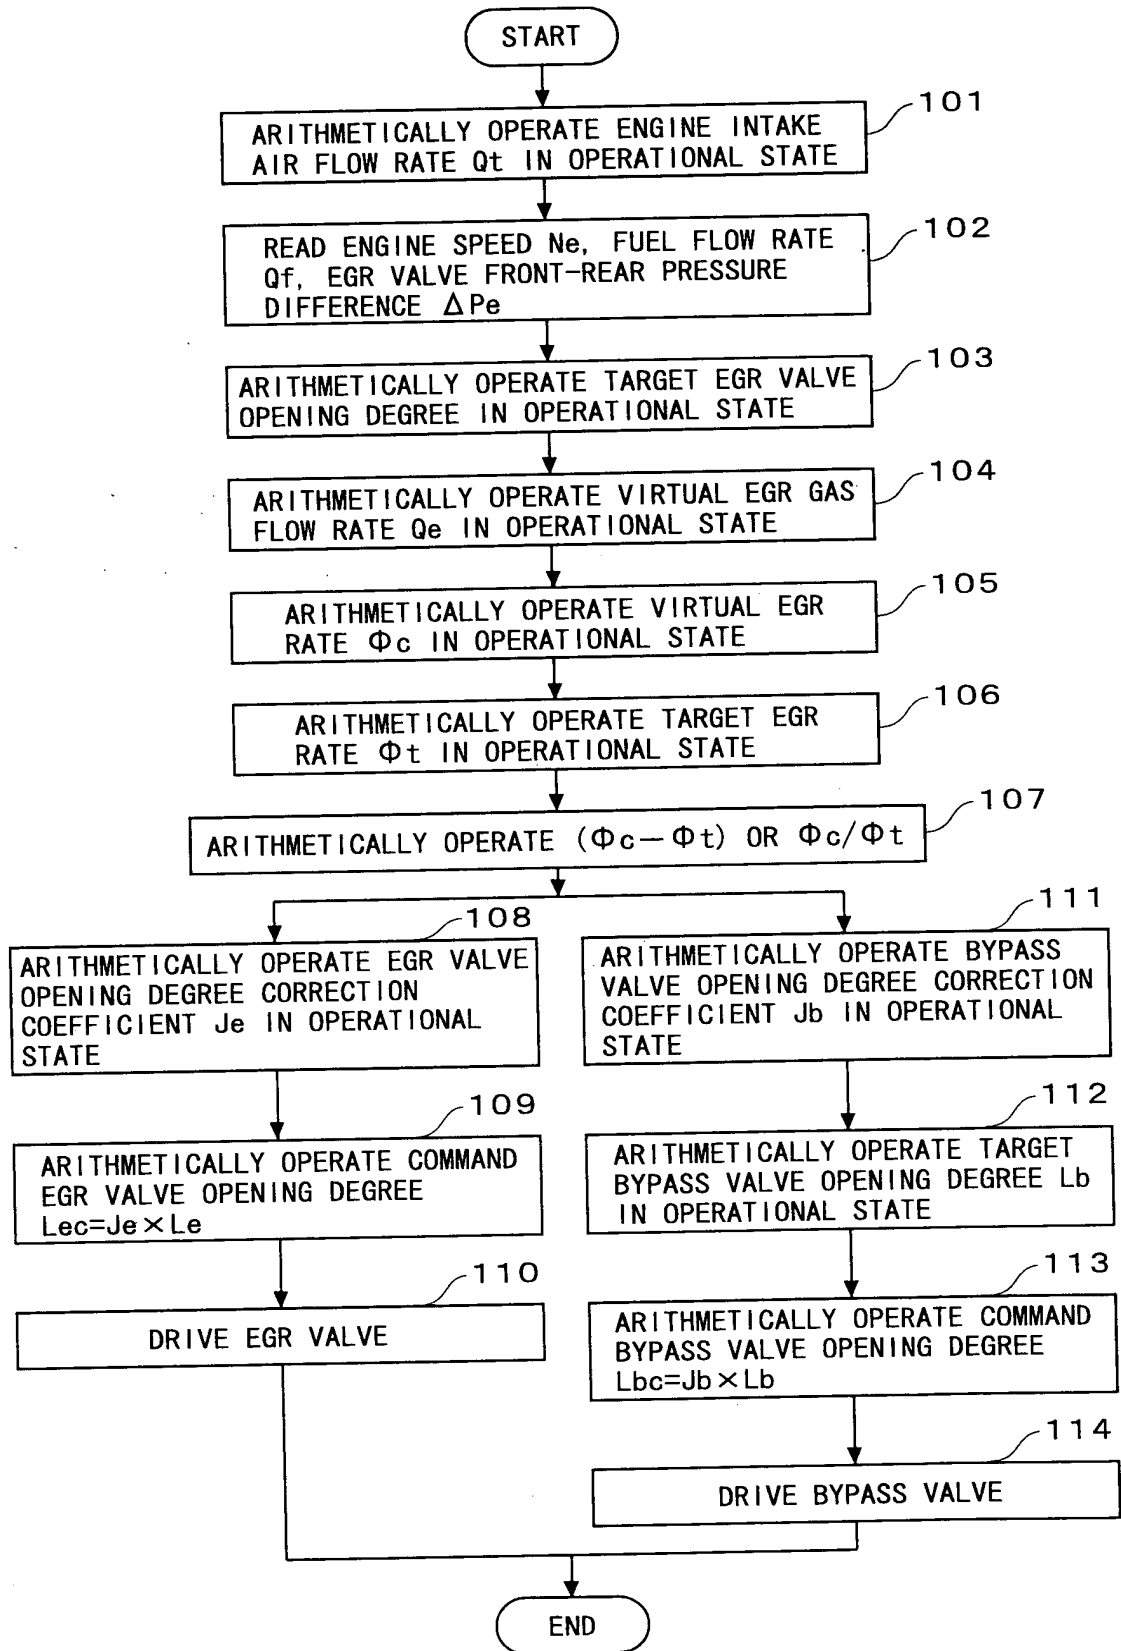 START
101
ARITHMETICALLY OPERATE ENGINE INTAKE
AIR FLOW RATE Qt IN OPERATIONAL STATE
102
READ ENGINE SPEED Ne, FUEL FLOW RATE
Qf, EGR VALVE FRONT-REAR PRESSURE
DIFFERENCE ΔPe
103
ARITHMETICALLY OPERATE TARGET EGR VALVE
OPENING DEGREE IN OPERATIONAL STATE
104
ARITHMETICALLY OPERATE VIRTUAL EGR GAS
FLOW RATE Qe IN OPERATIONAL STATE
105
ARITHMETICALLY OPERATE VIRTUAL EGR
RATE Φc IN OPERATIONAL STATE
106
ARITHMETICALLY OPERATE TARGET EGR
RATE Φt IN OPERATIONAL STATE
107
ARITHMETICALLY OPERATE (Φc-Φt) OR Φc/Φt
108
ARITHMETICALLY OPERATE EGR VALVE
OPENING DEGREE CORRECTION
COEFFICIENT Je IN OPERATIONAL
STATE
109
ARITHMETICALLY OPERATE COMMAND
EGR VALVE OPENING DEGREE
Lec=Je×Le
110
DRIVE EGR VALVE
111
ARITHMETICALLY OPERATE BYPASS
VALVE OPENING DEGREE CORRECTION
COEFFICIENT Jb IN OPERATIONAL
STATE
112
ARITHMETICALLY OPERATE TARGET
BYPASS VALVE OPENING DEGREE Lb
IN OPERATIONAL STATE
113
ARITHMETICALLY OPERATE COMMAND
BYPASS VALVE OPENING DEGREE
Lbc=Jb×Lb
114
DRIVE BYPASS VALVE
END